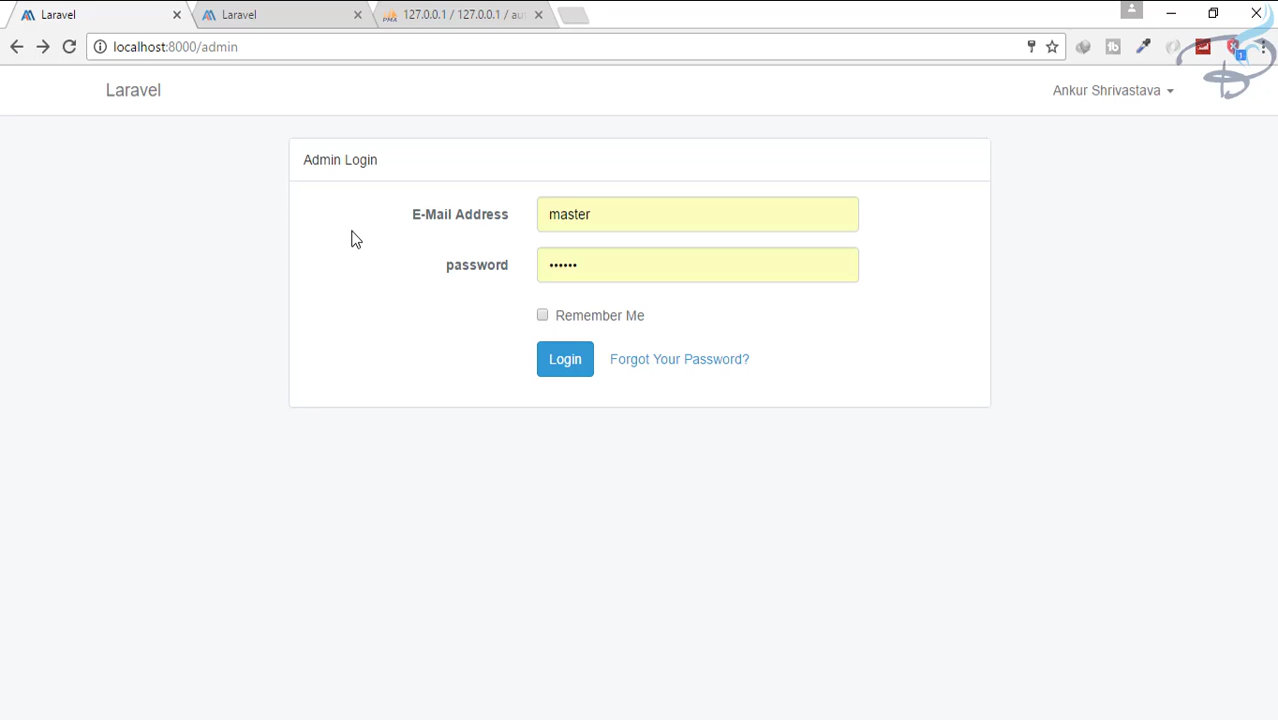 Laravel
Laravel
127.0.0.1 / 127.0.0.1 / au
localhost:8000/admin
1
Laravel
Ankur Shrivastava
Admin Login
E-Mail Address
master
password
Remember Me
Login
Forgot Your Password?